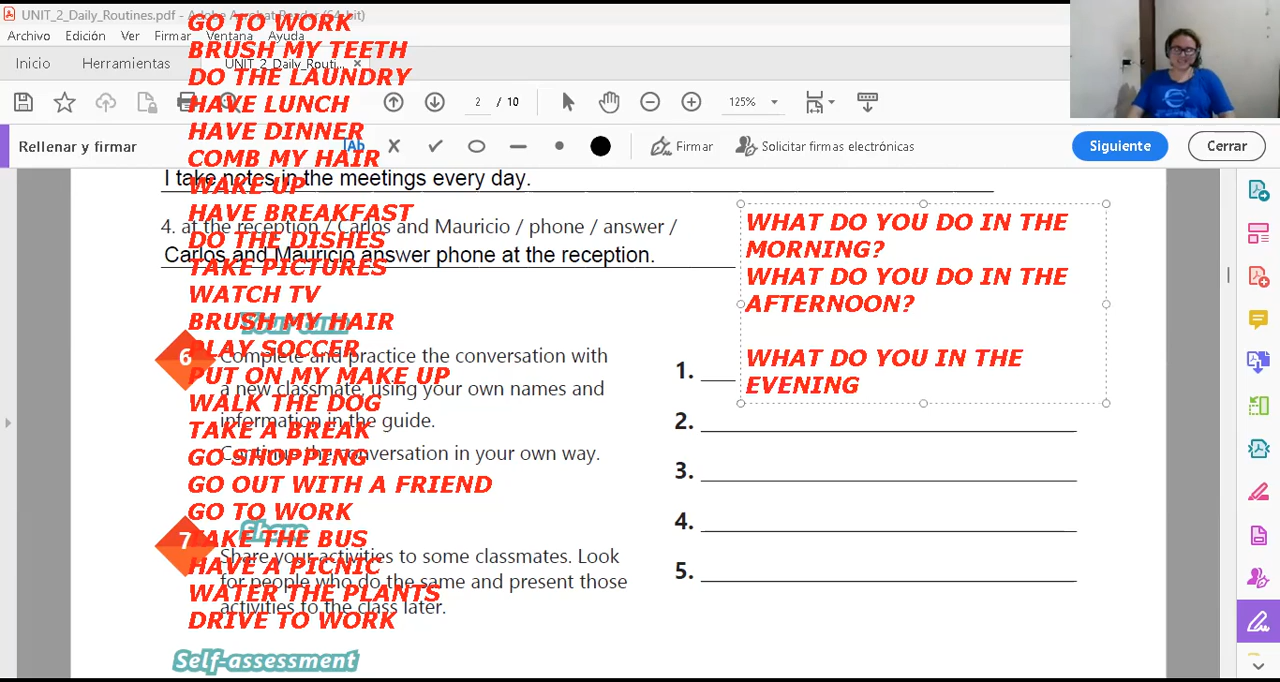 UNIT_2_Daily_Routines.pdf - Adobe Acrobat Reader (64-bit)
Archivo Edición Ver Firmar Ventana Ayuda
Inicio Herramientas UNIT_2_Daily_Routi...
2 / 10 125%
Rellenar y firmar IAb Firmar Solicitar firmas electrónicas Siguiente Cerrar
GO TO WORK
BRUSH MY TEETH
DO THE LAUNDRY
HAVE LUNCH
HAVE DINNER
COMB MY HAIR
WAKE UP
HAVE BREAKFAST
DO THE DISHES
TAKE PICTURES
WATCH TV
BRUSH MY HAIR
PLAY SOCCER
PUT ON MY MAKE UP
WALK THE DOG
TAKE A BREAK
GO SHOPPING
GO OUT WITH A FRIEND
GO TO WORK
TAKE THE BUS
HAVE A PICNIC
WATER THE PLANTS
DRIVE TO WORK
I take notes in the meetings every day.
4. at the reception / Carlos and Mauricio / phone / answer /
Carlos and Mauricio answer phone at the reception.
WHAT DO YOU DO IN THE
MORNING?
WHAT DO YOU DO IN THE
AFTERNOON?
WHAT DO YOU IN THE
EVENING
6
Complete and practice the conversation with
a new classmate, using your own names and
information in the guide.
Continue the conversation in your own way.
1.
2.
3.
4.
5.
7
Share
Share your activities to some classmates. Look
for people who do the same and present those
activities to the class later.
Self-assessment